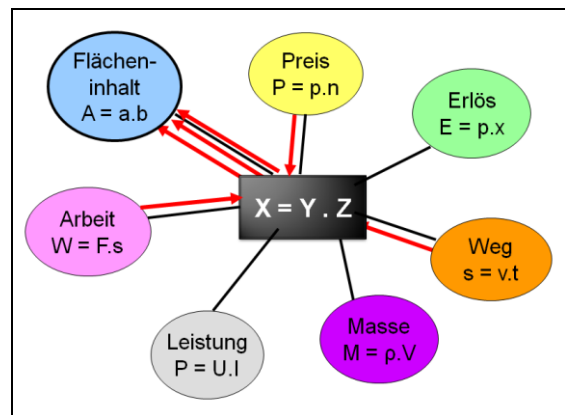 Flächen-
inhalt
A = a.b
Preis
P = p.n
Erlös
E = p.x
X = Y . Z
Arbeit
W = F.s
Weg
s = v.t
Leistung
P = U.I
Masse
M = ρ.V